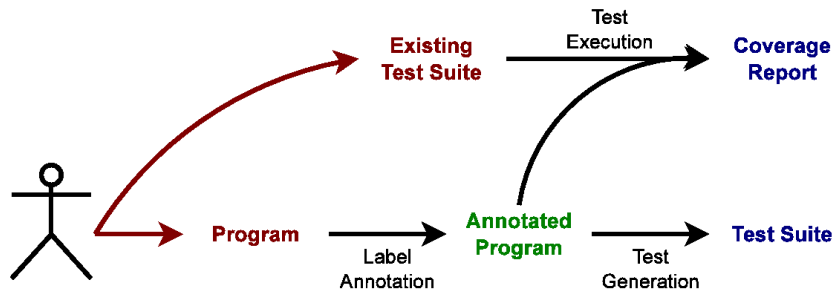 Existing
Test Suite
Test
Execution
Coverage
Report
Program
Label
Annotation
Annotated
Program
Test
Generation
Test Suite